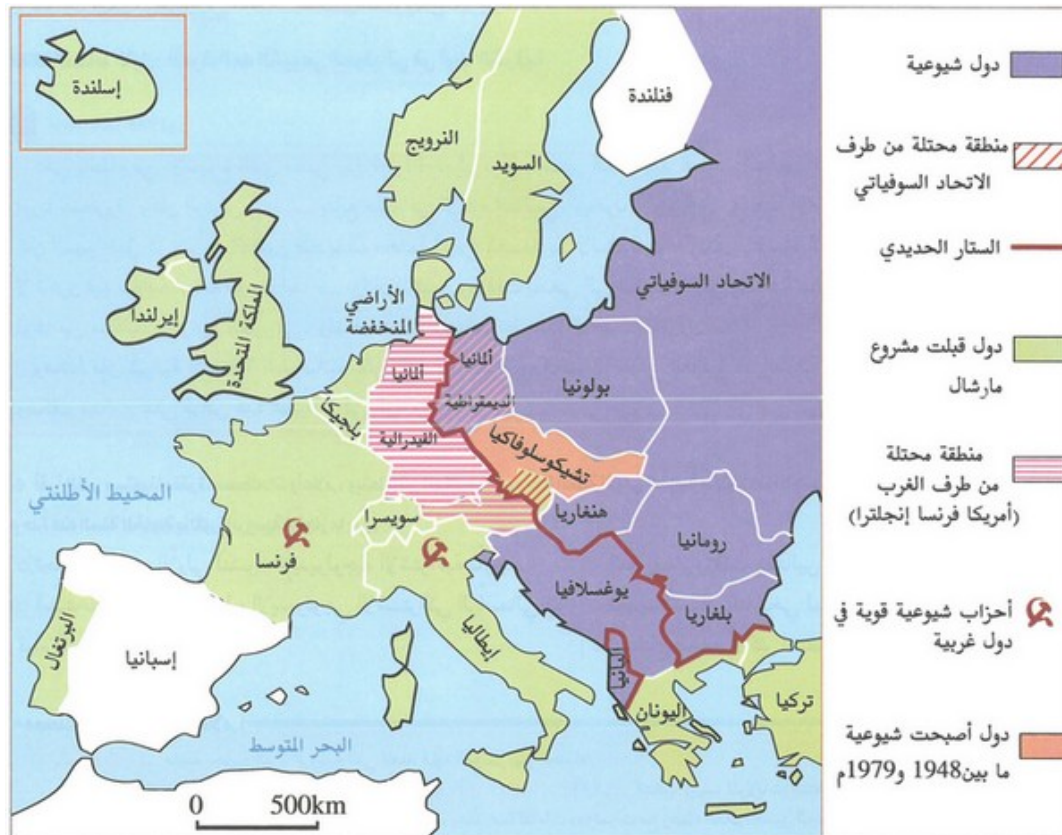 إسلندة
فنلندة
النرويج
السويد
الاتحاد السوفياتي
إيرلندا
المملكة المتحدة
الأراضي
المنخفضة
ألمانيا
الديمقراطية
ألمانيا
الفيدرالية
بولونيا
بلجيكا
تشيكوسلوفاكيا
المحيط الأطلنتي
سويسرا
هنغاريا
رومانيا
فرنسا
يوغسلافيا
بلغاريا
إيطاليا
ألبانيا
البرتغال
إسبانيا
اليونان
تركيا
البحر المتوسط
0 500km
دول شيوعية
منطقة محتلة من طرف
الاتحاد السوفياتي
الستار الحديدي
دول قبلت مشروع
مارشال
منطقة محتلة
من طرف الغرب
(أمريكا فرنسا إنجلترا)
أحزاب شيوعية قوية في
دول غربية
دول أصبحت شيوعية
ما بين1948 و1979م